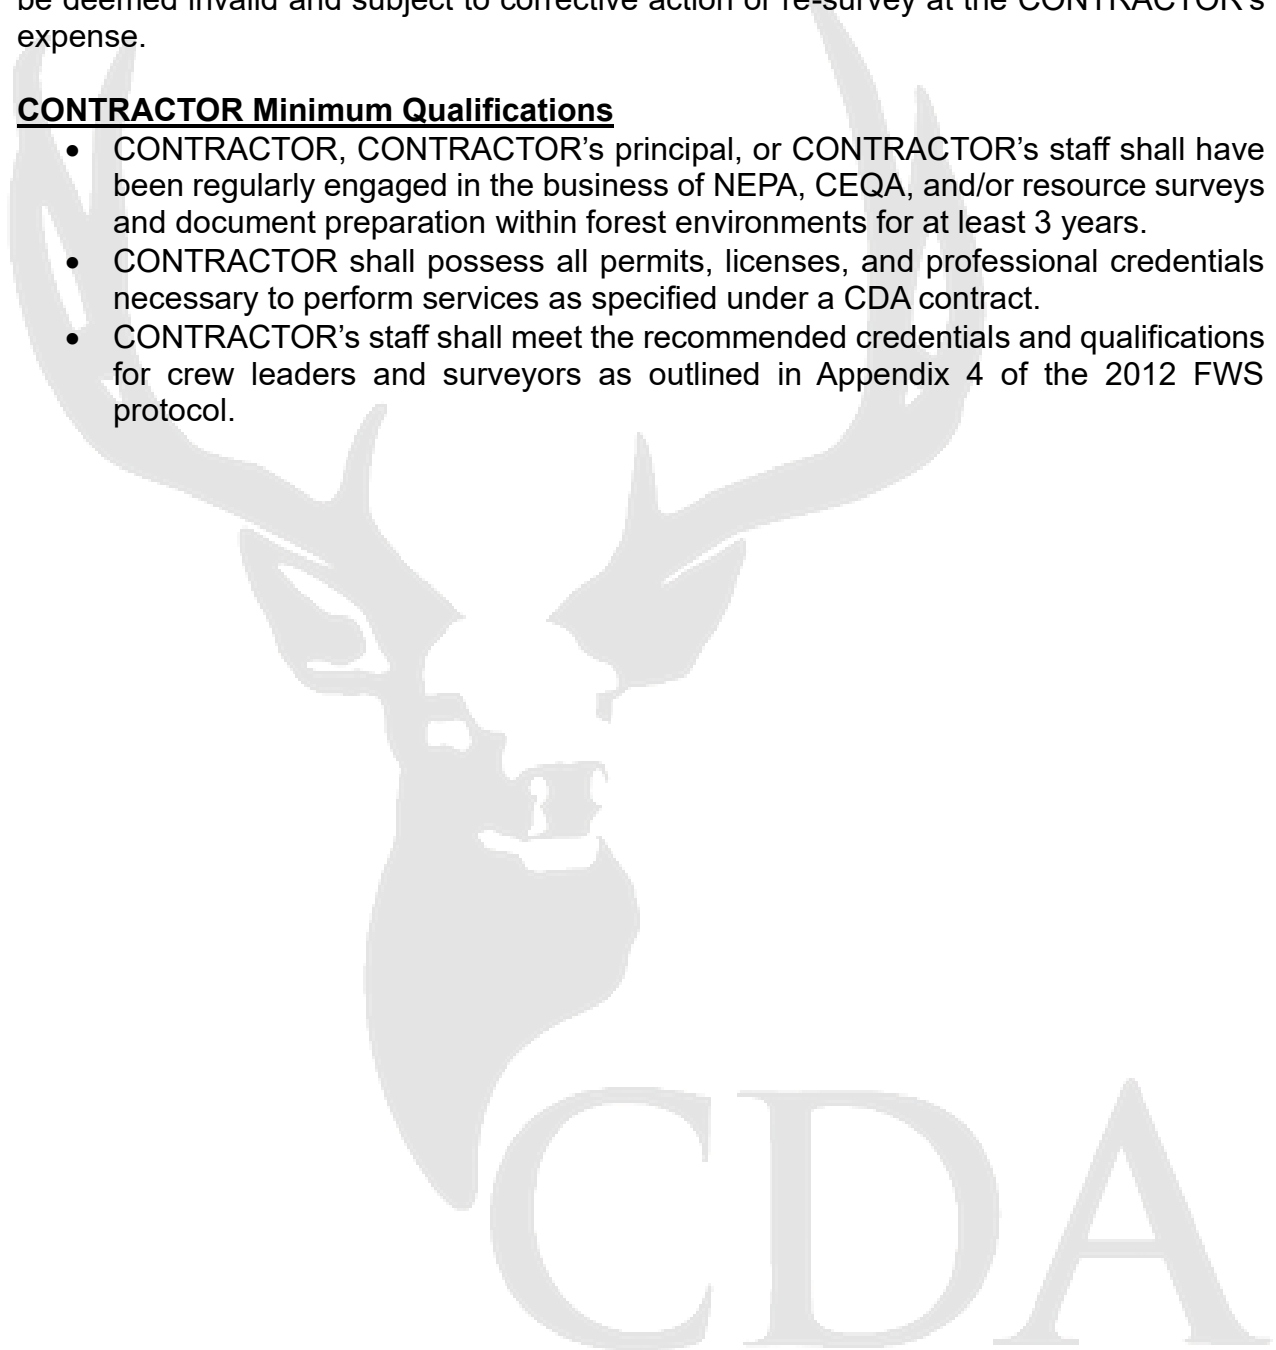 be deemed invalid and subject to corrective action or re-survey at the CONTRACTOR's
expense.
CONTRACTOR Minimum Qualifications
• CONTRACTOR, CONTRACTOR’s principal, or CONTRACTOR’s staff shall have
been regularly engaged in the business of NEPA, CEQA, and/or resource surveys
and document preparation within forest environments for at least 3 years.
• CONTRACTOR shall possess all permits, licenses, and professional credentials
necessary to perform services as specified under a CDA contract.
• CONTRACTOR’s staff shall meet the recommended credentials and qualifications
for crew leaders and surveyors as outlined in Appendix 4 of the 2012 FWS
protocol.
CDA